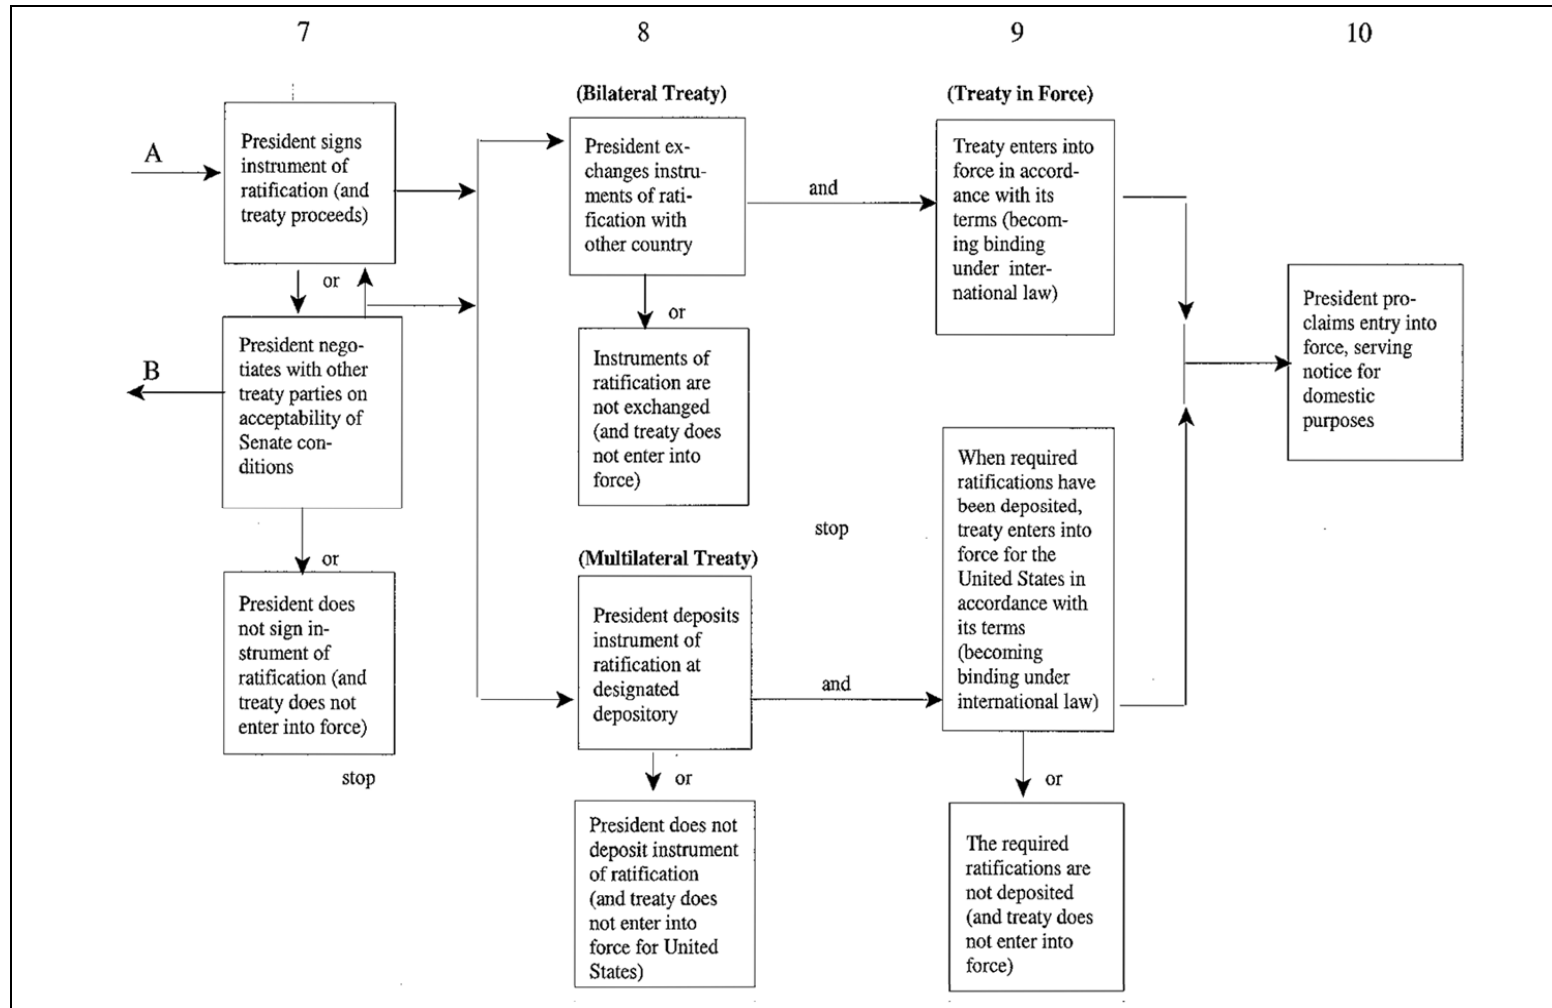 7
8
9
10
A
President signs
instrument of
ratification (and
treaty proceeds)
or
B
President nego-
tiates with other
treaty parties on
acceptability of
Senate con-
ditions
or
President does
not sign in-
strument of
ratification (and
treaty does not
enter into force)
stop
(Bilateral Treaty)
President ex-
changes instru-
ments of rati-
fication with
other country
or
Instruments of
ratification are
not exchanged
(and treaty does
not enter into
force)
(Multilateral Treaty)
President deposits
instrument of
ratification at
designated
depository
or
President does not
deposit instrument
of ratification
(and treaty does
not enter into
force for United
States)
and
stop
and
(Treaty in Force)
Treaty enters into
force in accord-
ance with its
terms (becom-
ing binding
under inter-
national law)
When required
ratifications have
been deposited,
treaty enters into
force for the
United States in
accordance with
its terms
(becoming
binding under
international law)
or
The required
ratifications are
not deposited
(and treaty does
not enter into
force)
President pro-
claims entry into
force, serving
notice for
domestic
purposes